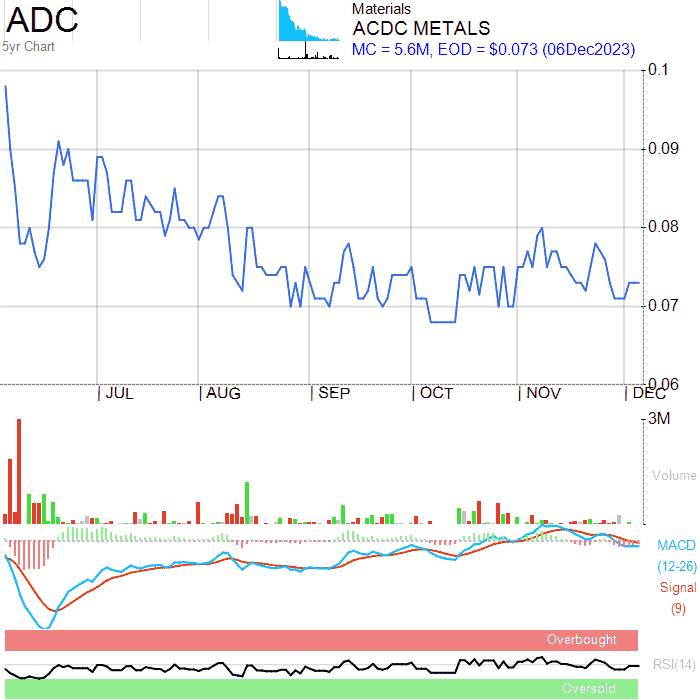 ADC
5yr Chart
Materials
ACDC METALS
MC = 5.6M, EOD = $0.073 (06Dec2023)
0.1
0.09
0.08
0.07
0.06
JUL AUG SEP OCT NOV DEC
3M
Volume
MACD
(12-26)
Signal
(9)
Overbought
RSI(14)
Oversold